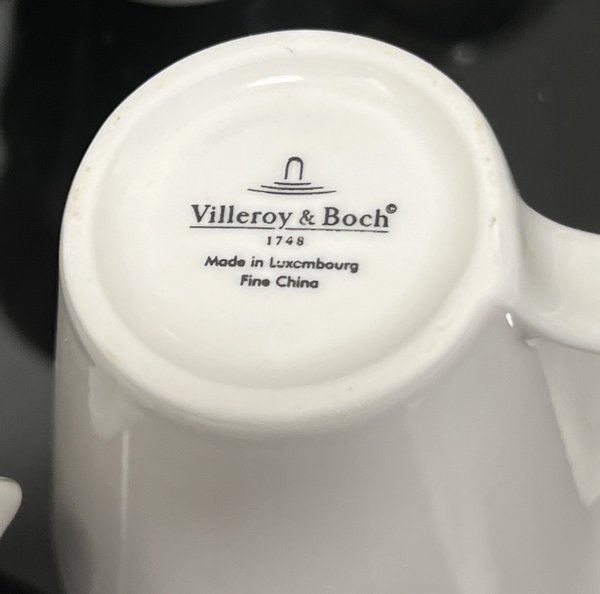 Villeroy & Boch©
1748
Made in Luxembourg
Fine China